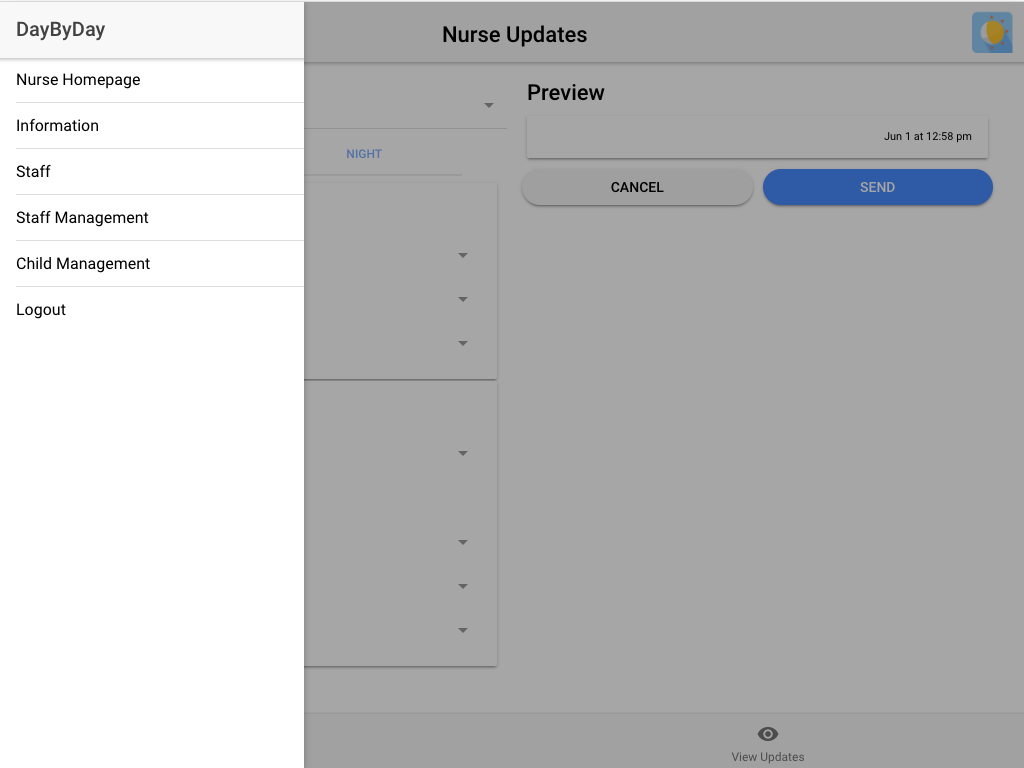 DayByDay
Nurse Homepage
Information
Staff
Staff Management
Child Management
Logout
Nurse Updates
NIGHT
Preview
Jun 1 at 12:58 pm
CANCEL
SEND
View Updates